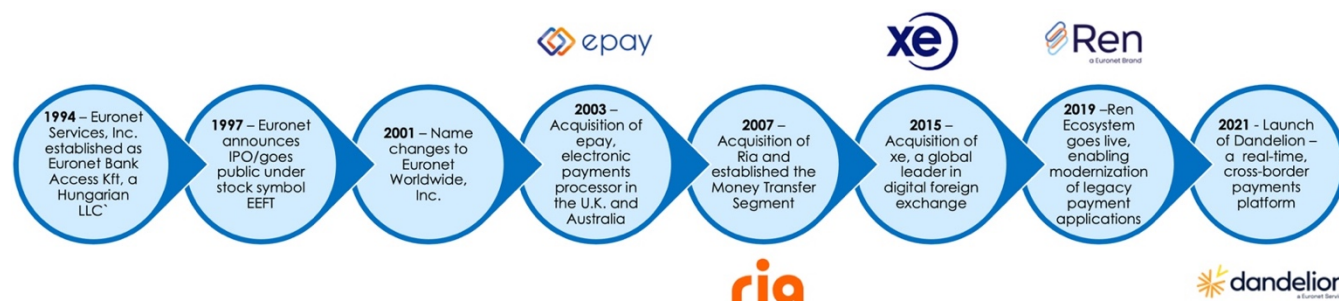 epay
xe
Ren
a Euronet Brand
1994 – Euronet
Services, Inc.
established as
Euronet Bank
Access Kft, a
Hungarian
LLC`
1997 – Euronet
announces
IPO/goes
public under
stock symbol
EEFT
2001 – Name
changes to
Euronet
Worldwide,
Inc.
2003 –
Acquisition of
epay,
electronic
payments
processor in
the U.K. and
Australia
2007 –
Acquisition of
Ria and
established the
Money Transfer
Segment
2015 –
Acquisition of
xe, a global
leader in
digital foreign
exchange
2019 –Ren
Ecosystem
goes live,
enabling
modernization
of legacy
payment
applications
2021 - Launch
of Dandelion –
a real-time,
cross-border
payments
platform
ria
dandelion
a Euronet